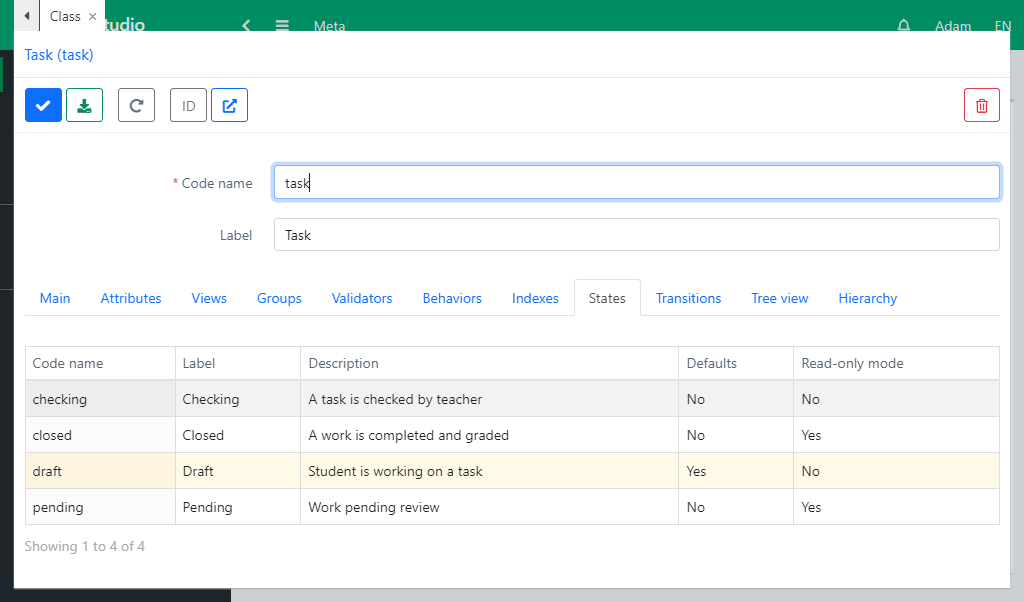 Class ×
Meta
Adam
EN
Task (task)
ID
* Code name
task
Label
Task
Main Attributes Views Groups Validators Behaviors Indexes States Transitions Tree view Hierarchy
Code name Label Description Defaults Read-only mode
checking Checking A task is checked by teacher No No
closed Closed A work is completed and graded No Yes
draft Draft Student is working on a task Yes No
pending Pending Work pending review No Yes
Showing 1 to 4 of 4